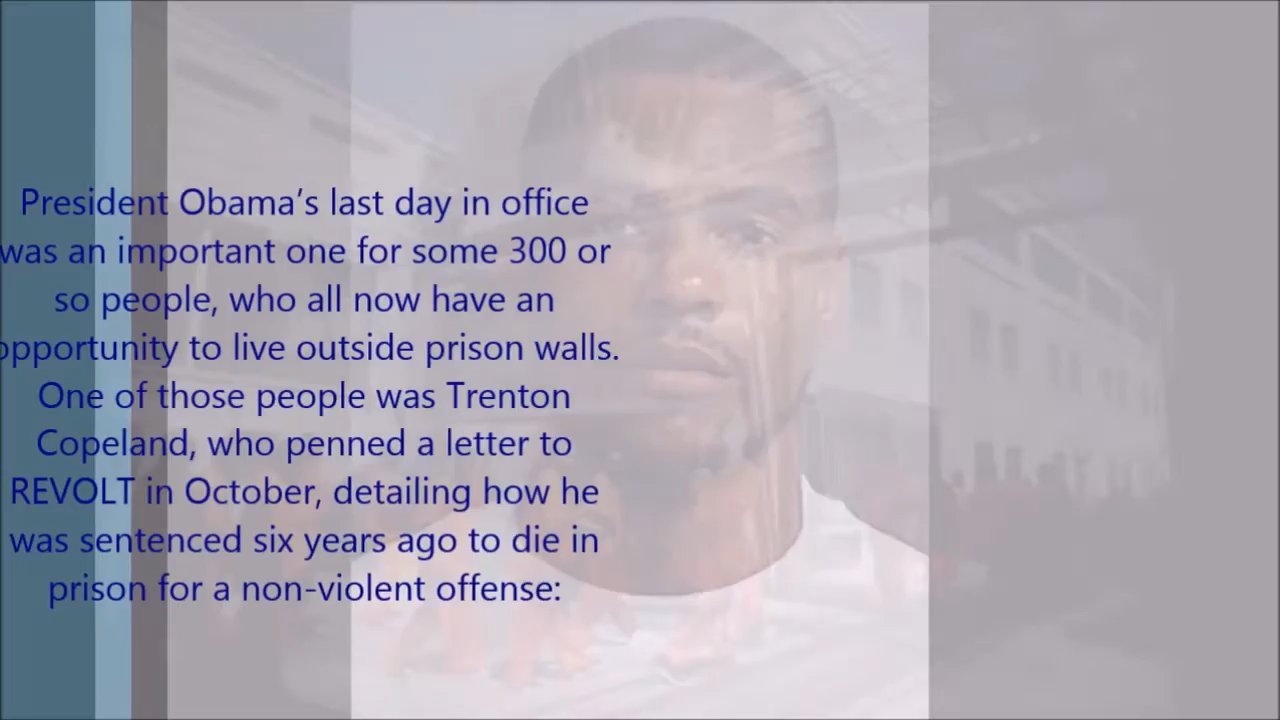 President Obama’s last day in office
was an important one for some 300 or
so people, who all now have an
opportunity to live outside prison walls.
One of those people was Trenton
Copeland, who penned a letter to
REVOLT in October, detailing how he
was sentenced six years ago to die in
prison for a non-violent offense: